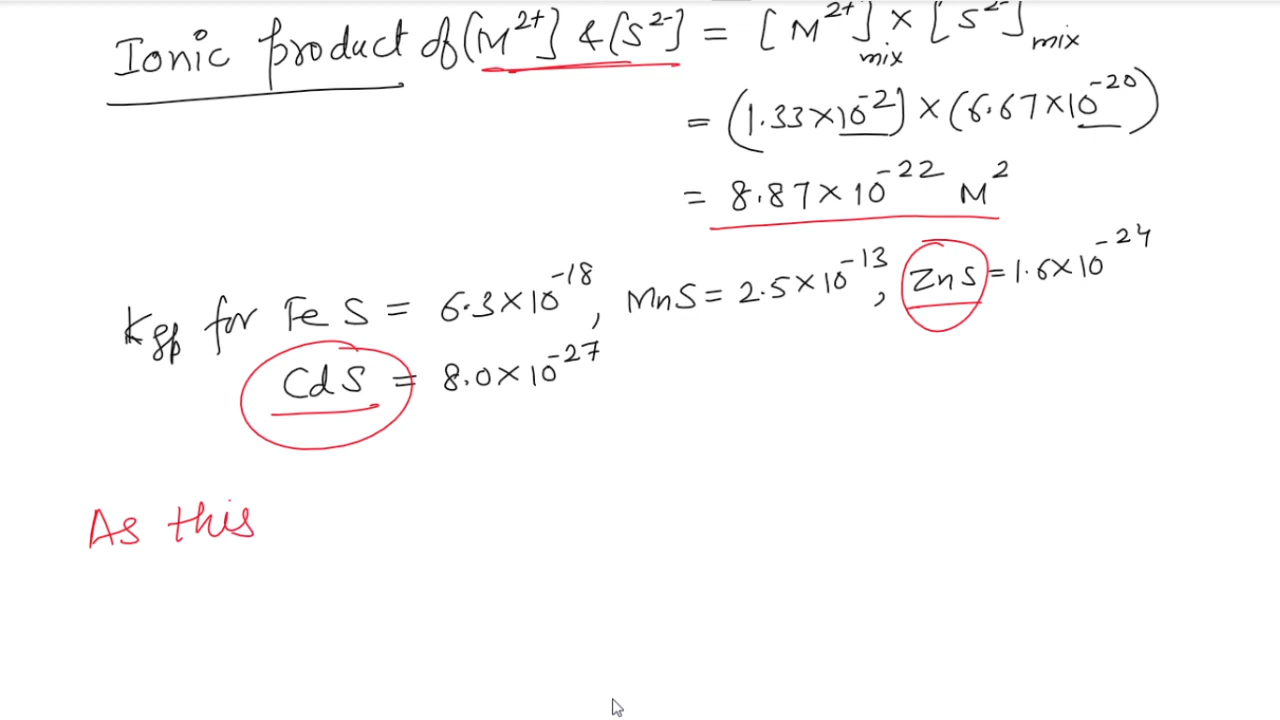 Ionic product of [M²⁺] & [S²⁻] = [M²⁺]mix × [S²⁻]mix
= (1.33×10⁻²) × (6.67×10⁻²⁰)
= 8.87×10⁻²² M²
Ksp for FeS = 6.3×10⁻¹⁸, MnS = 2.5×10⁻¹³, ZnS = 1.6×10⁻²⁴
CdS = 8.0×10⁻²⁷
As this